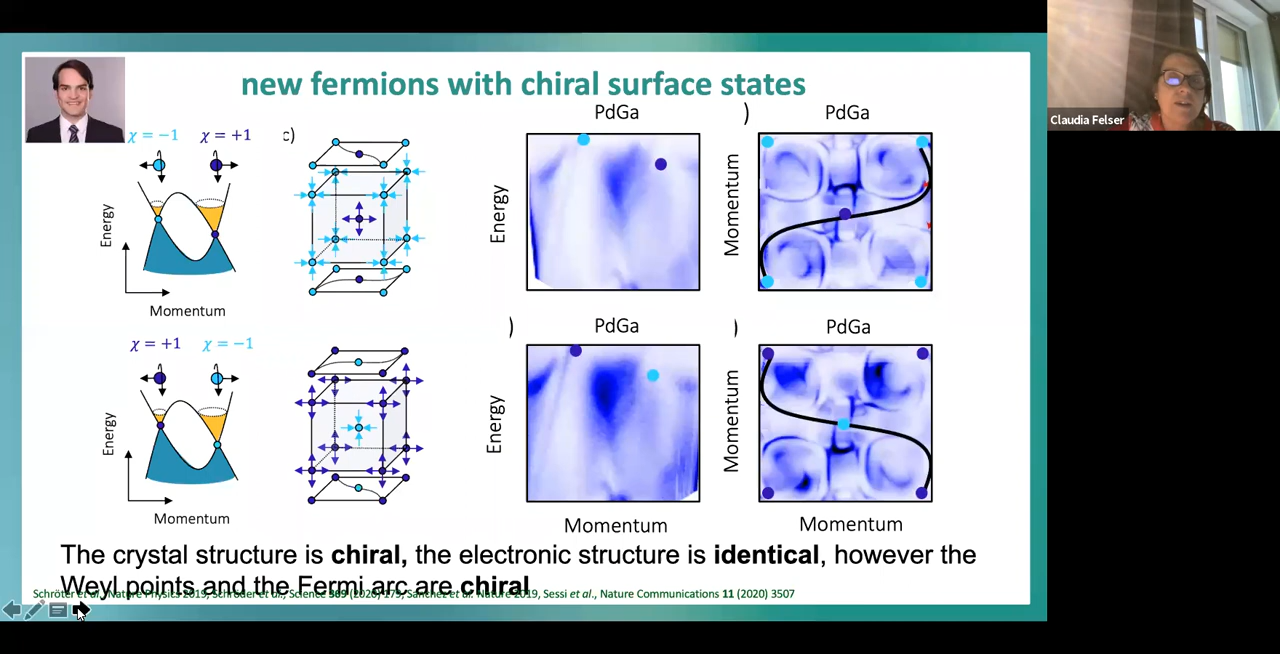 new fermions with chiral surface states
Claudia Felser
χ = −1 χ = +1
c)
Energy
Momentum
PdGa
Energy
)
PdGa
Momentum
χ = +1 χ = −1
Energy
Momentum
)
PdGa
Energy
Momentum
)
PdGa
Momentum
Momentum
The crystal structure is chiral, the electronic structure is identical, however the
Weyl points and the Fermi arc are chiral
Schröter et al., Nature Physics 2019, Schröder et al., Science 369 (2020) 179, Sanchez et al. Nature 2019, Sessi et al., Nature Communications 11 (2020) 3507